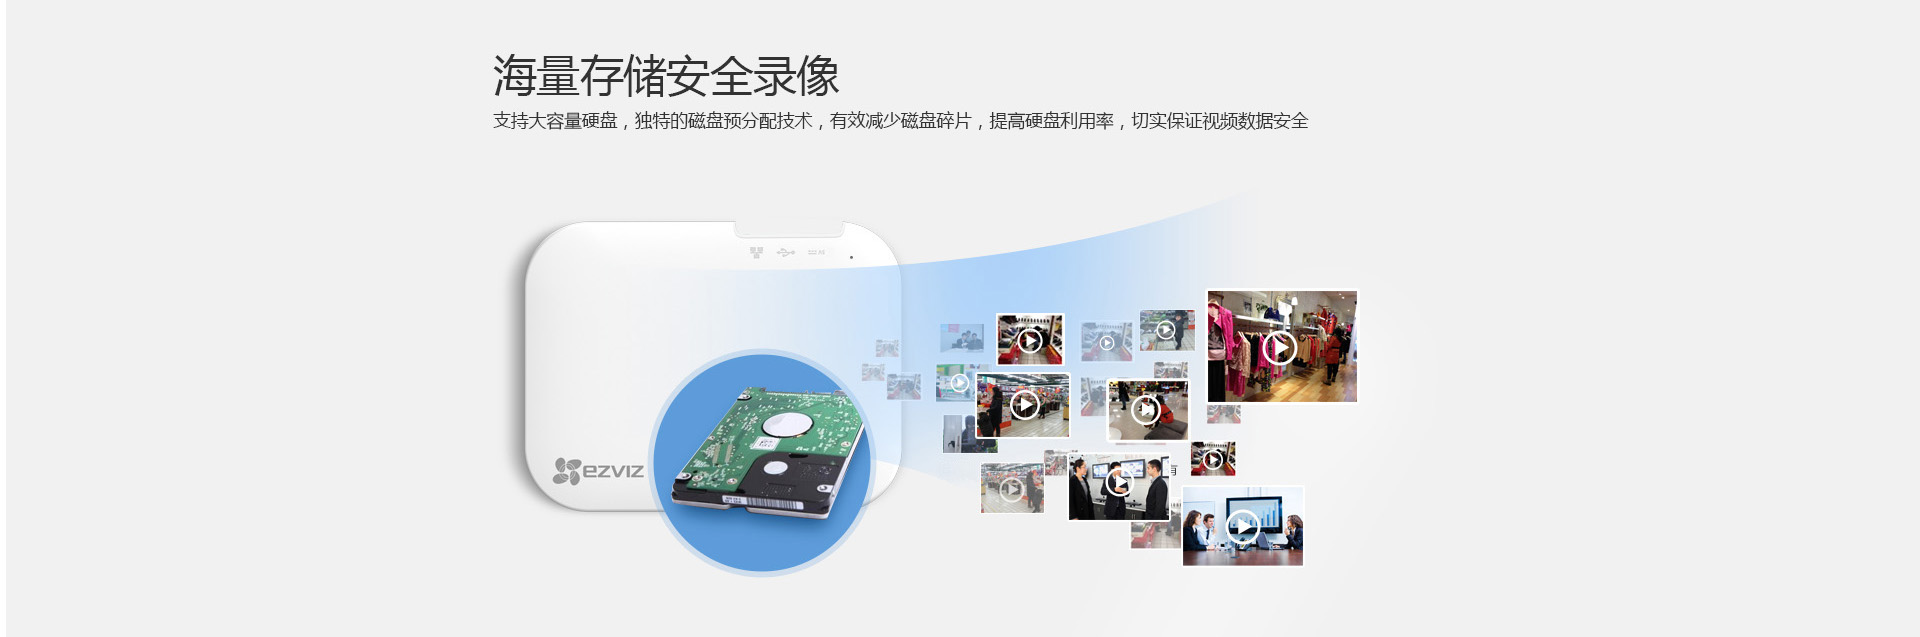 海量存储安全录像
支持大容量硬盘，独特的磁盘预分配技术，有效减少磁盘碎片，提高硬盘利用率，切实保证视频数据安全
ezviz